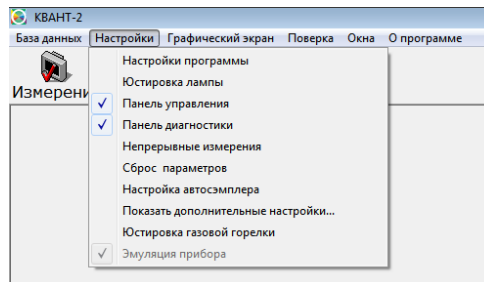 КВАНТ-2
База данных Настройки Графический экран Поверка Окна О программе
Настройки программы
Юстировка лампы
Измерени
Панель управления
Панель диагностики
Непрерывные измерения
Сброс параметров
Настройка автосэмплера
Показать дополнительные настройки...
Юстировка газовой горелки
Эмуляция прибора